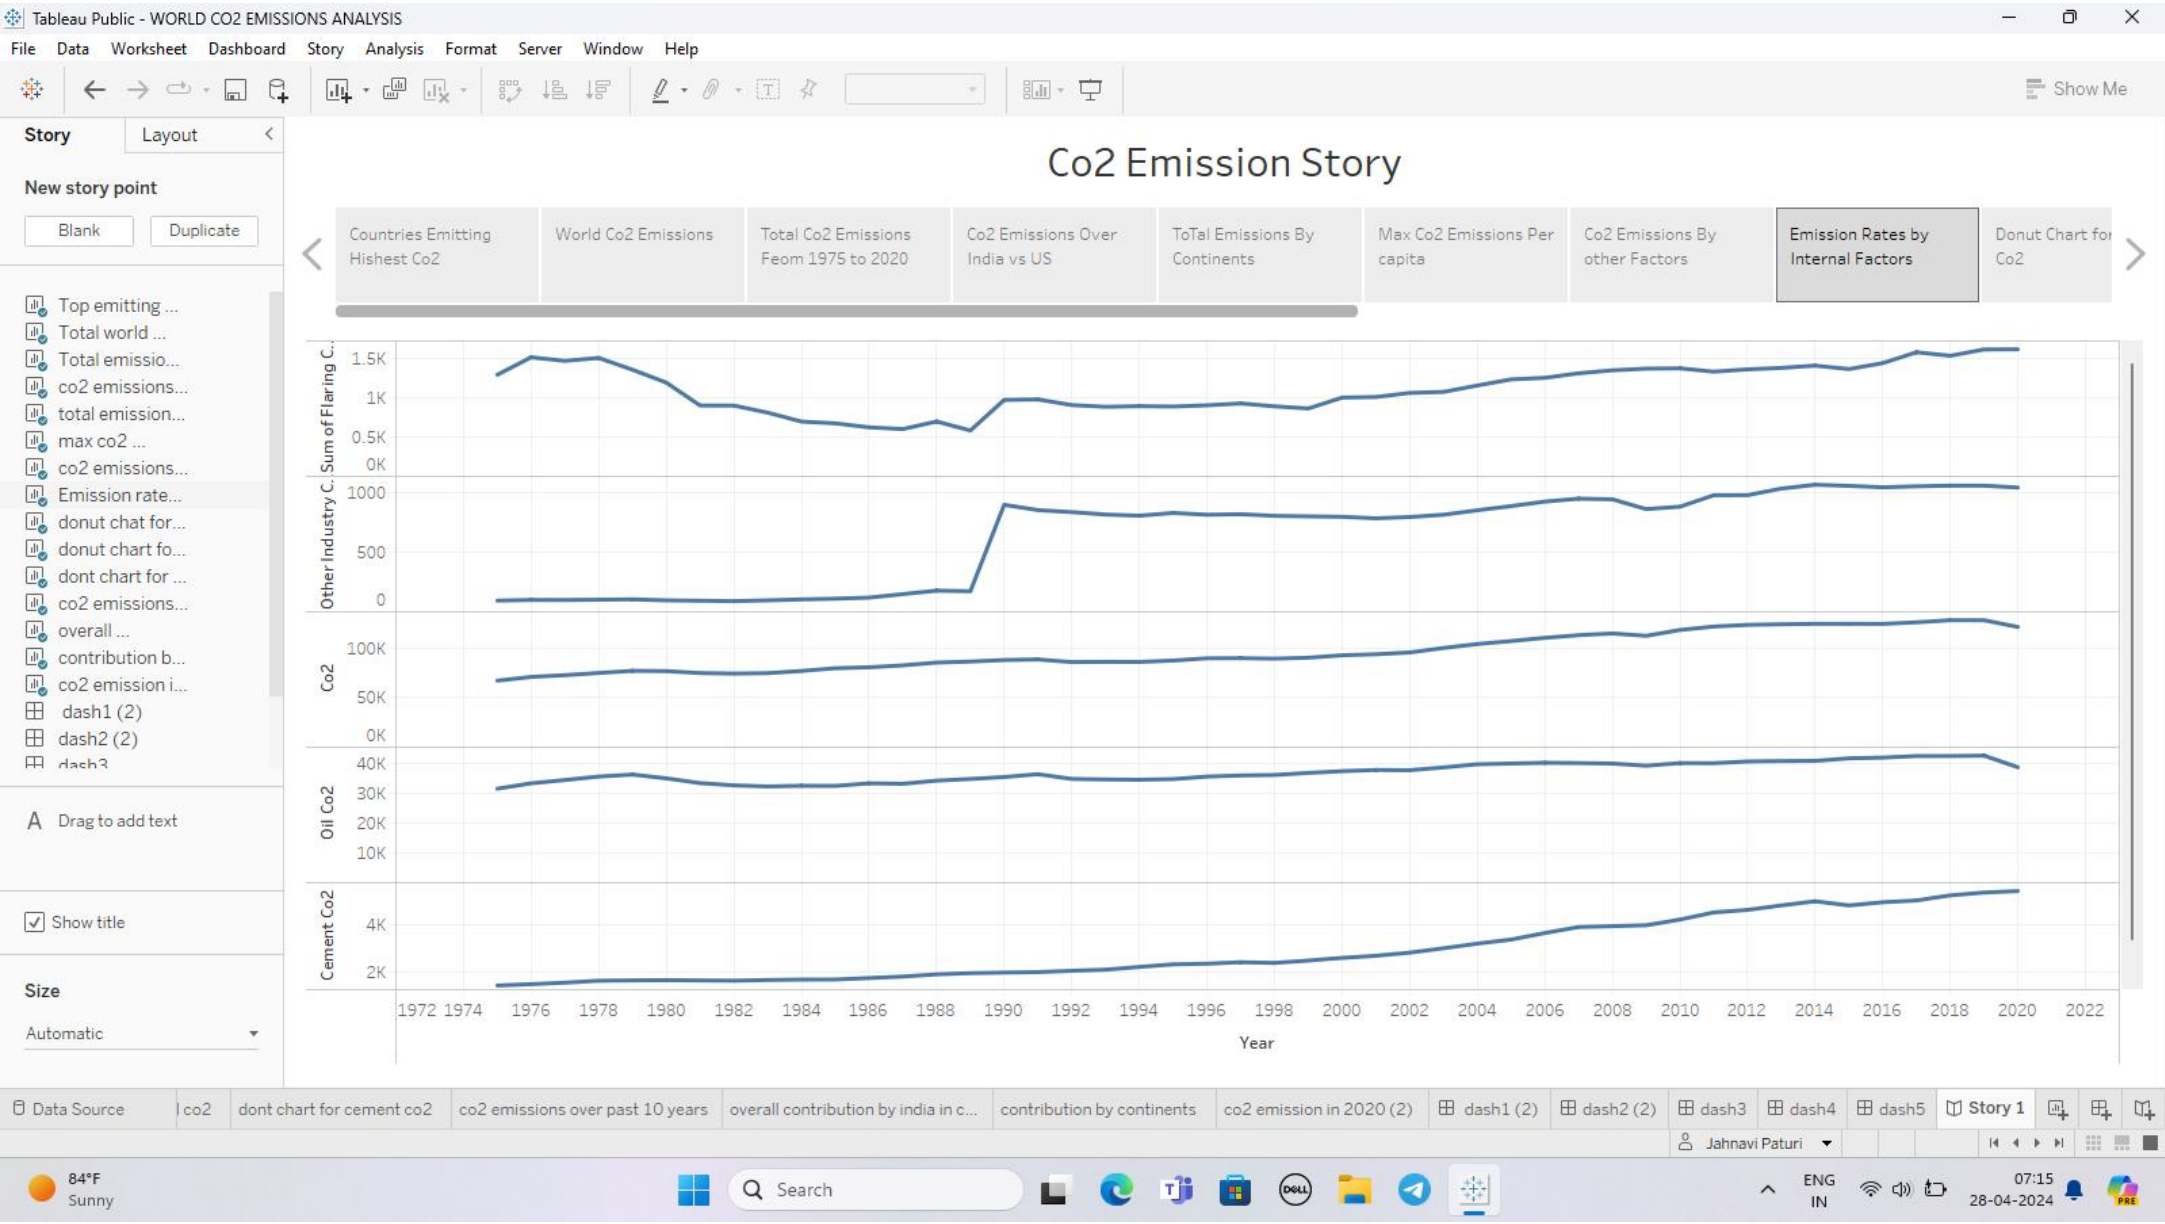 Tableau Public - WORLD CO2 EMISSIONS ANALYSIS
File Data Worksheet Dashboard Story Analysis Format Server Window Help
Show Me
Story Layout
New story point
Blank Duplicate
Top emitting ...
Total world ...
Total emissio...
co2 emissions...
total emission...
max co2 ...
co2 emissions...
Emission rate...
donut chat for...
donut chart fo...
dont chart for ...
co2 emissions...
overall ...
contribution b...
co2 emission i...
dash1 (2)
dash2 (2)
dash3
A Drag to add text
Show title
Size
Automatic
Co2 Emission Story
Countries Emitting
Hishest Co2
World Co2 Emissions
Total Co2 Emissions
Feom 1975 to 2020
Co2 Emissions Over
India vs US
ToTal Emissions By
Continents
Max Co2 Emissions Per
capita
Co2 Emissions By
other Factors
Emission Rates by
Internal Factors
Donut Chart for
Co2
Sum of Flaring C..
1.5K
1K
0.5K
0K
Other Industry C..
1000
500
0
Co2
100K
50K
0K
Oil Co2
40K
30K
20K
10K
Cement Co2
4K
2K
1972 1974 1976 1978 1980 1982 1984 1986 1988 1990 1992 1994 1996 1998 2000 2002 2004 2006 2008 2010 2012 2014 2016 2018 2020 2022
Year
Data Source l co2 dont chart for cement co2 co2 emissions over past 10 years overall contribution by india in c... contribution by continents co2 emission in 2020 (2) dash1 (2) dash2 (2) dash3 dash4 dash5 Story 1
Jahnavi Paturi
84°F
Sunny
Search
DELL
ENG
IN
07:15
28-04-2024
PRE